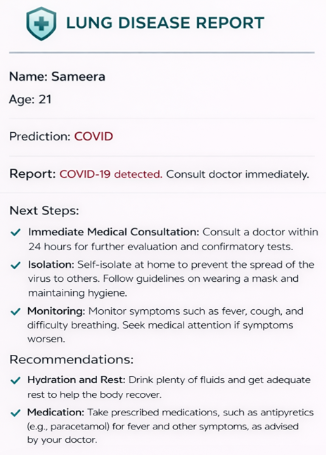 LUNG DISEASE REPORT
Name: Sameera
Age: 21
Prediction: COVID
Report: COVID-19 detected. Consult doctor immediately.
Next Steps:
✓ Immediate Medical Consultation: Consult a doctor within
24 hours for further evaluation and confirmatory tests.
✓ Isolation: Self-isolate at home to prevent the spread of the
virus to others. Follow guidelines on wearing a mask and
maintaining hygiene.
✓ Monitoring: Monitor symptoms such as fever, cough, and
difficulty breathing. Seek medical attention if symptoms
worsen.
Recommendations:
✓ Hydration and Rest: Drink plenty of fluids and get adequate
rest to help the body recover.
✓ Medication: Take prescribed medications, such as antipyretics
(e.g., paracetamol) for fever and other symptoms, as advised
by your doctor.